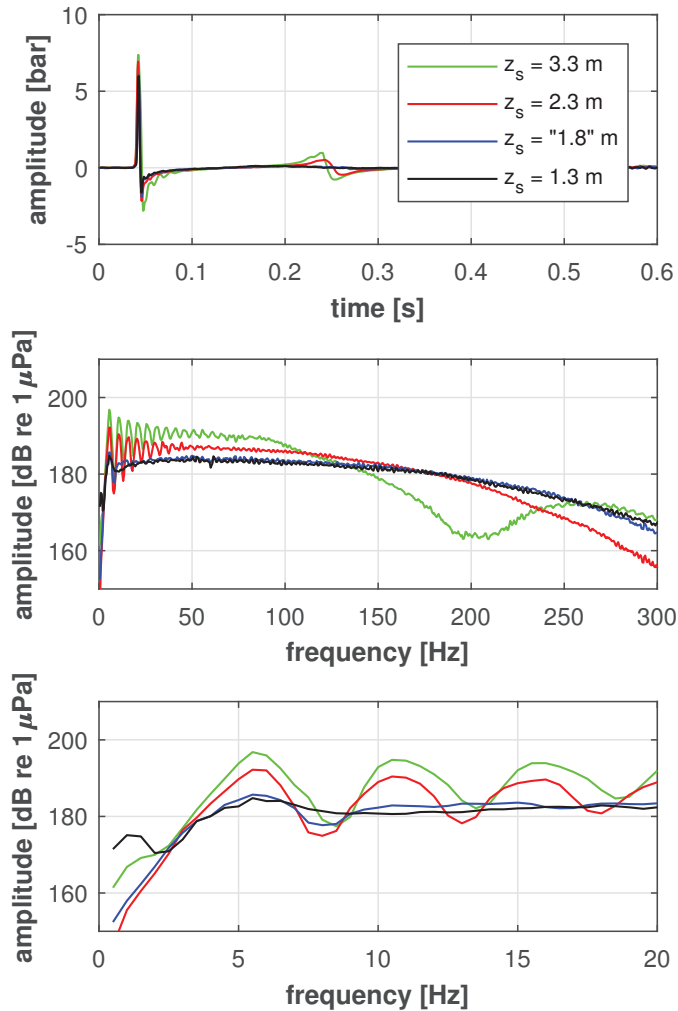 amplitude [bar]
10
5
0
-5
z_s = 3.3 m
z_s = 2.3 m
z_s = "1.8" m
z_s = 1.3 m
0 0.1 0.2 0.3 0.4 0.5 0.6
time [s]
amplitude [dB re 1 μPa]
200
180
160
0 50 100 150 200 250 300
frequency [Hz]
amplitude [dB re 1 μPa]
200
180
160
0 5 10 15 20
frequency [Hz]